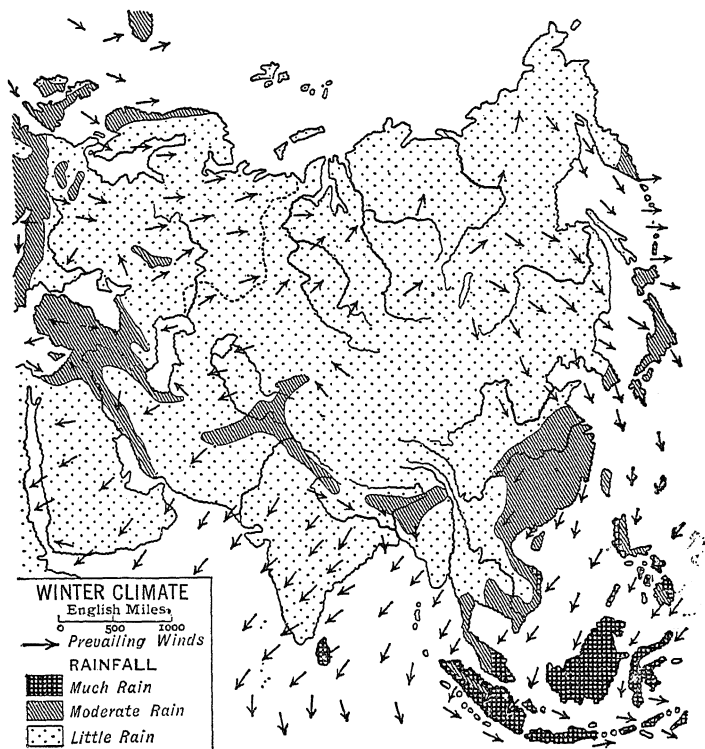 WINTER CLIMATE
English Miles
0 500 1000
Prevailing Winds
RAINFALL
Much Rain
Moderate Rain
Little Rain